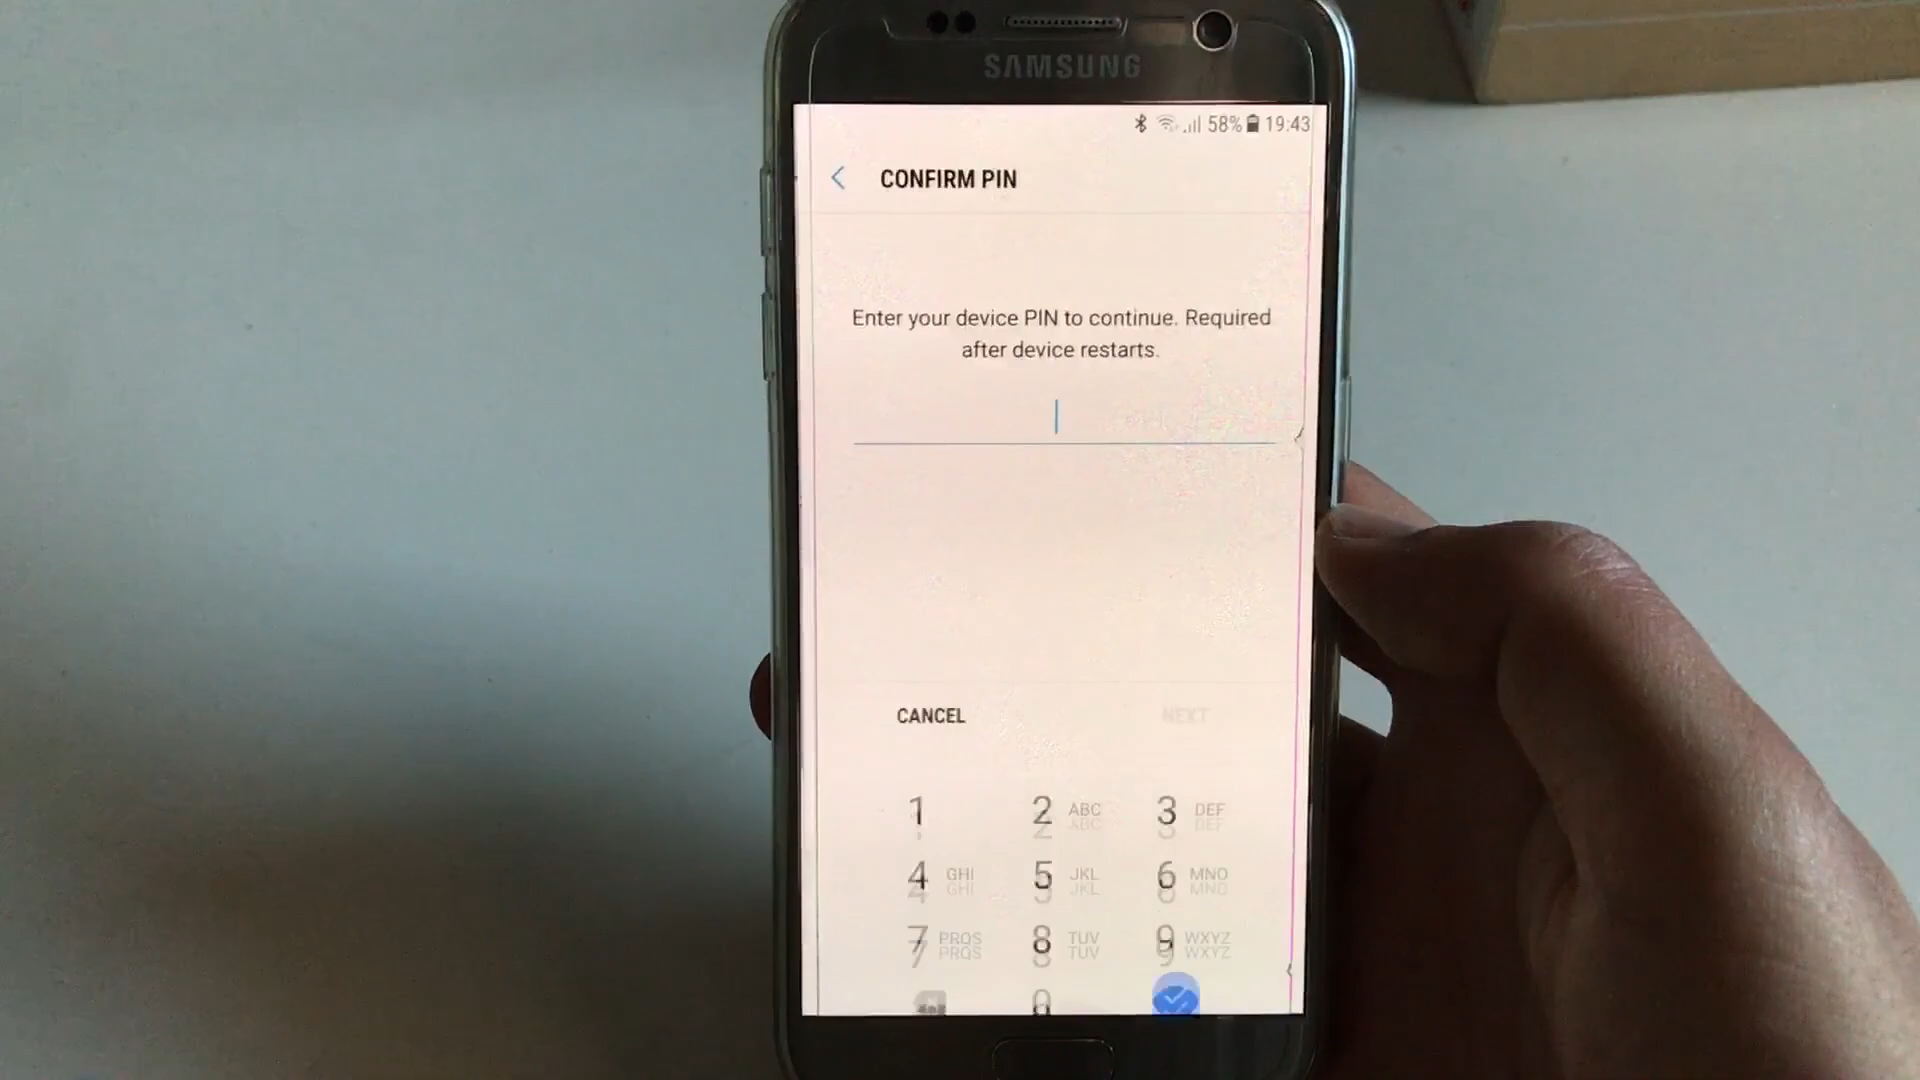 SAMSUNG
58% 19:43
CONFIRM PIN
Enter your device PIN to continue. Required
after device restarts.
CANCEL NEXT
1 2 ABC 3 DEF
4 GHI 5 JKL 6 MNO
7 PQRS 8 TUV 9 WXYZ
0